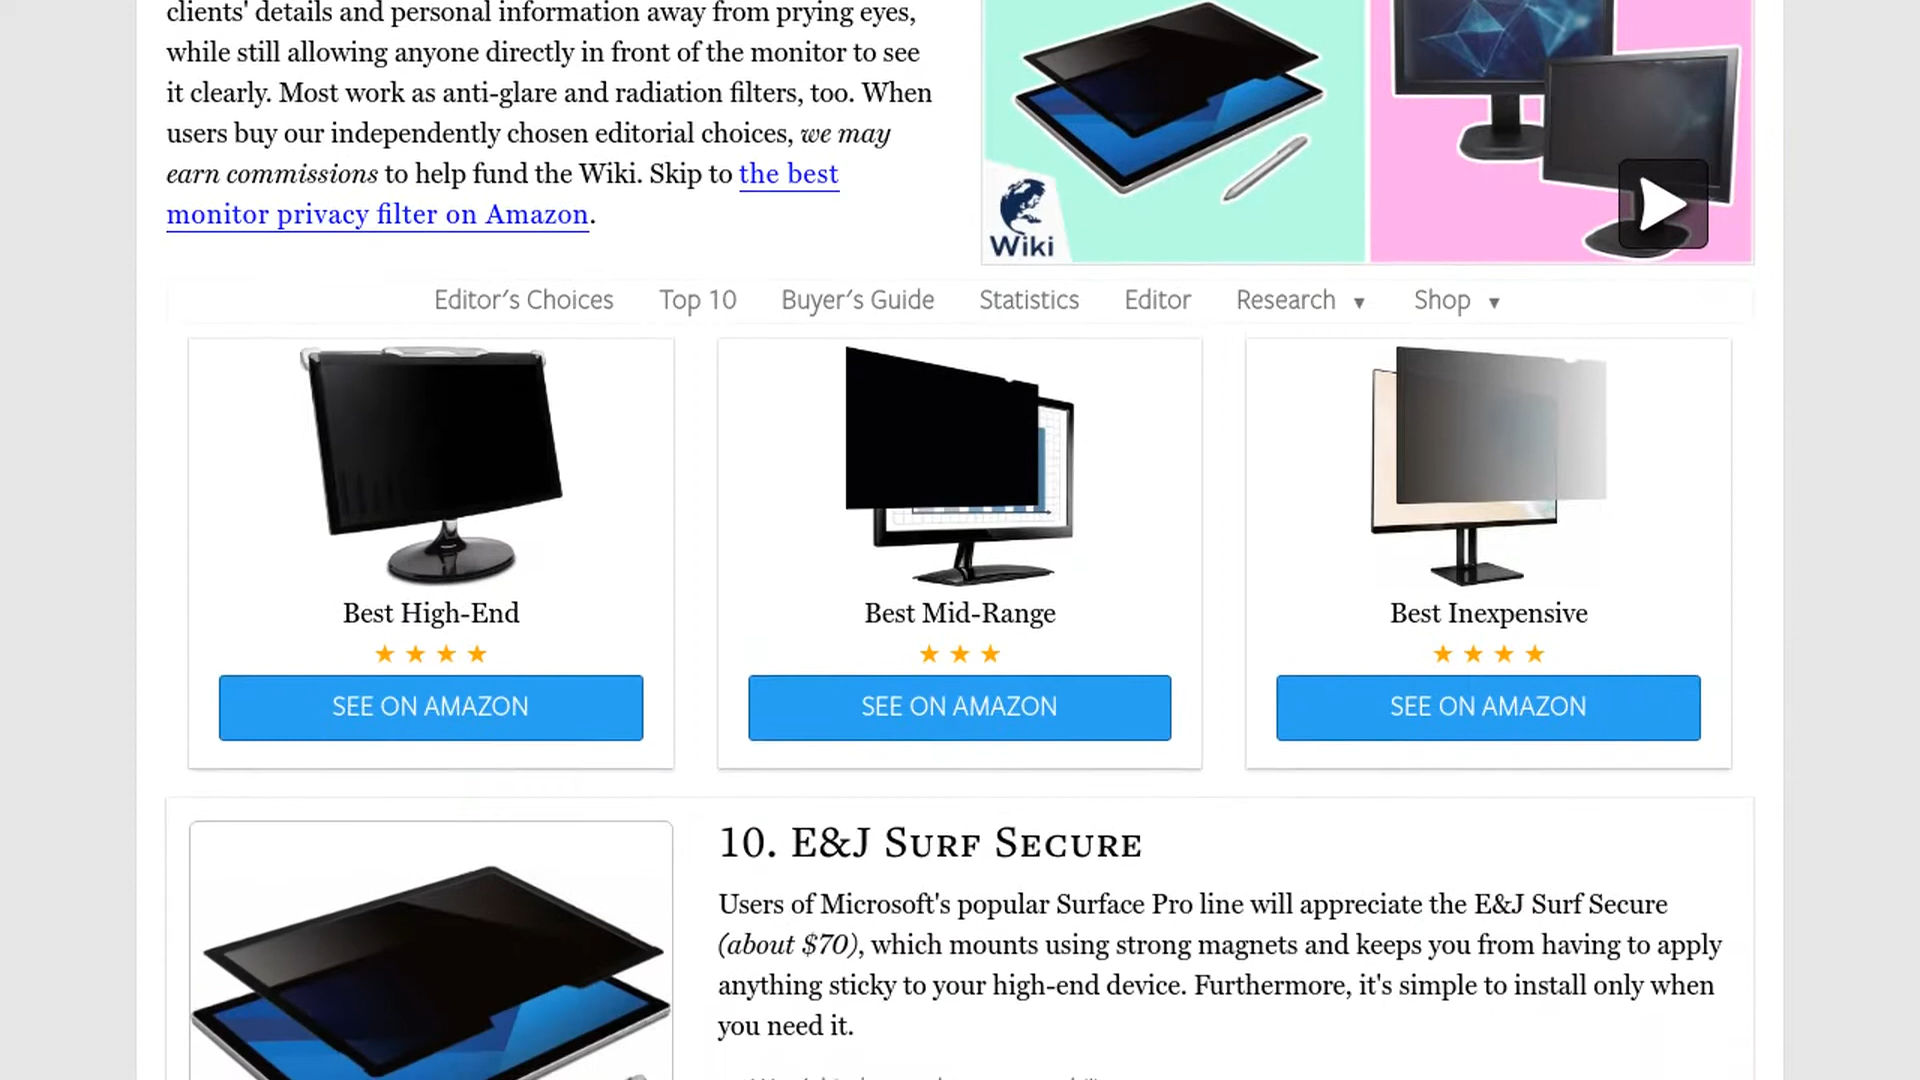 clients' details and personal information away from prying eyes,
while still allowing anyone directly in front of the monitor to see
it clearly. Most work as anti-glare and radiation filters, too. When
users buy our independently chosen editorial choices, we may
earn commissions to help fund the Wiki. Skip to the best
monitor privacy filter on Amazon.
Wiki
Editor's Choices Top 10 Buyer's Guide Statistics Editor Research ▼ Shop ▼
Best High-End
★ ★ ★ ★
SEE ON AMAZON
Best Mid-Range
★ ★ ★
SEE ON AMAZON
Best Inexpensive
★ ★ ★ ★
SEE ON AMAZON
10. E&J Surf Secure
Users of Microsoft's popular Surface Pro line will appreciate the E&J Surf Secure
(about $70), which mounts using strong magnets and keeps you from having to apply
anything sticky to your high-end device. Furthermore, it's simple to install only when
you need it.